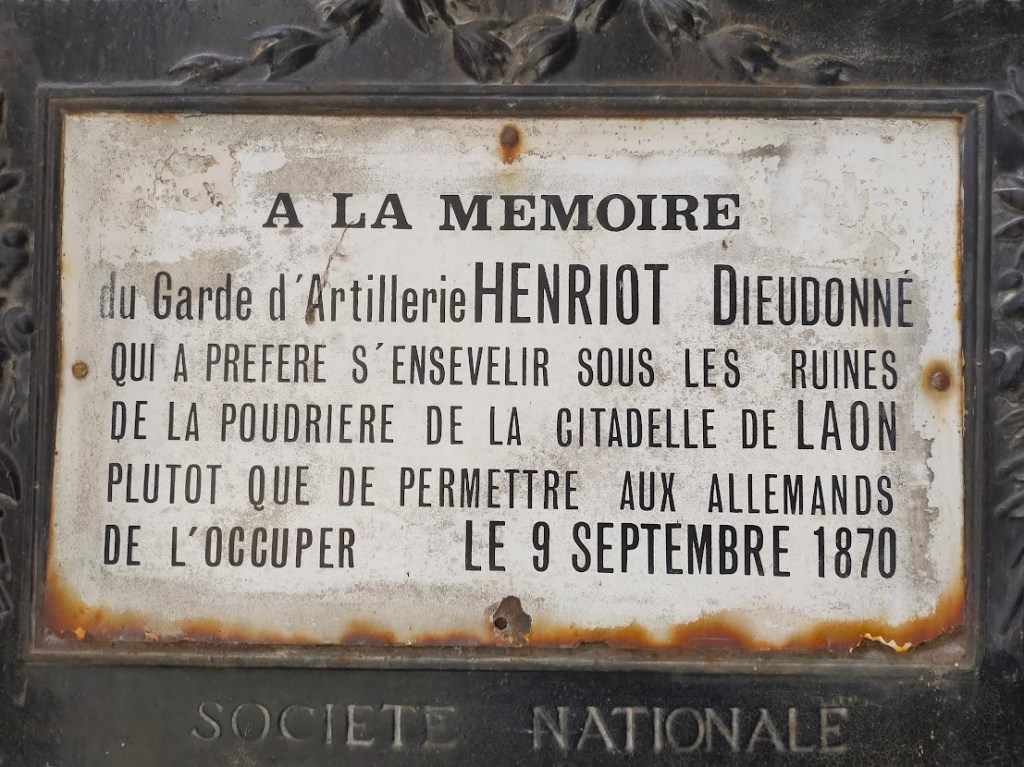 A LA MEMOIRE
du Garde d'Artillerie HENRIOT DIEUDONNÉ
QUI A PREFERE S'ENSEVELIR SOUS LES RUINES
DE LA POUDRIERE DE LA CITADELLE DE LAON
PLUTOT QUE DE PERMETTRE AUX ALLEMANDS
DE L'OCCUPER LE 9 SEPTEMBRE 1870
SOCIETE NATIONALE